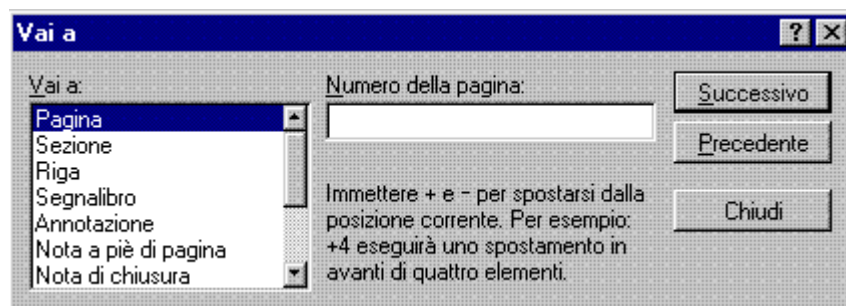 Vai a
Vai a:
Pagina
Sezione
Riga
Segnalibro
Annotazione
Nota a piè di pagina
Nota di chiusura
Numero della pagina:
Immettere + e - per spostarsi dalla
posizione corrente. Per esempio:
+4 eseguirà uno spostamento in
avanti di quattro elementi.
Successivo
Precedente
Chiudi